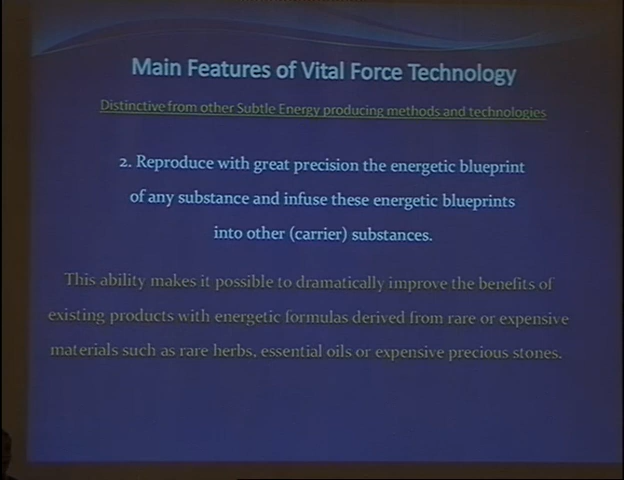 Main Features of Vital Force Technology
Distinctive from other Subtle Energy producing methods and technologies
2. Reproduce with great precision the energetic blueprint
of any substance and infuse these energetic blueprints
into other (carrier) substances.
This ability makes it possible to dramatically improve the benefits of
existing products with energetic formulas derived from rare or expensive
materials such as rare herbs, essential oils or expensive precious stones.